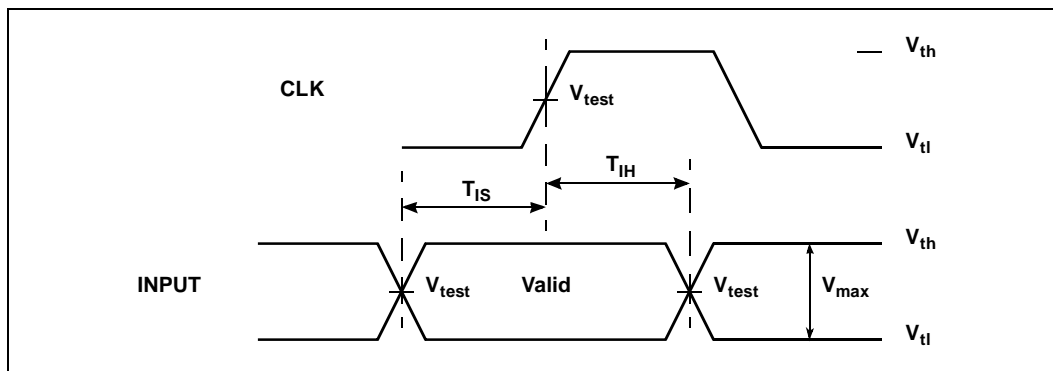 V_th
CLK
V_test
V_tl
T_IH
T_IS
V_th
INPUT
V_test
Valid
V_test
V_max
V_tl